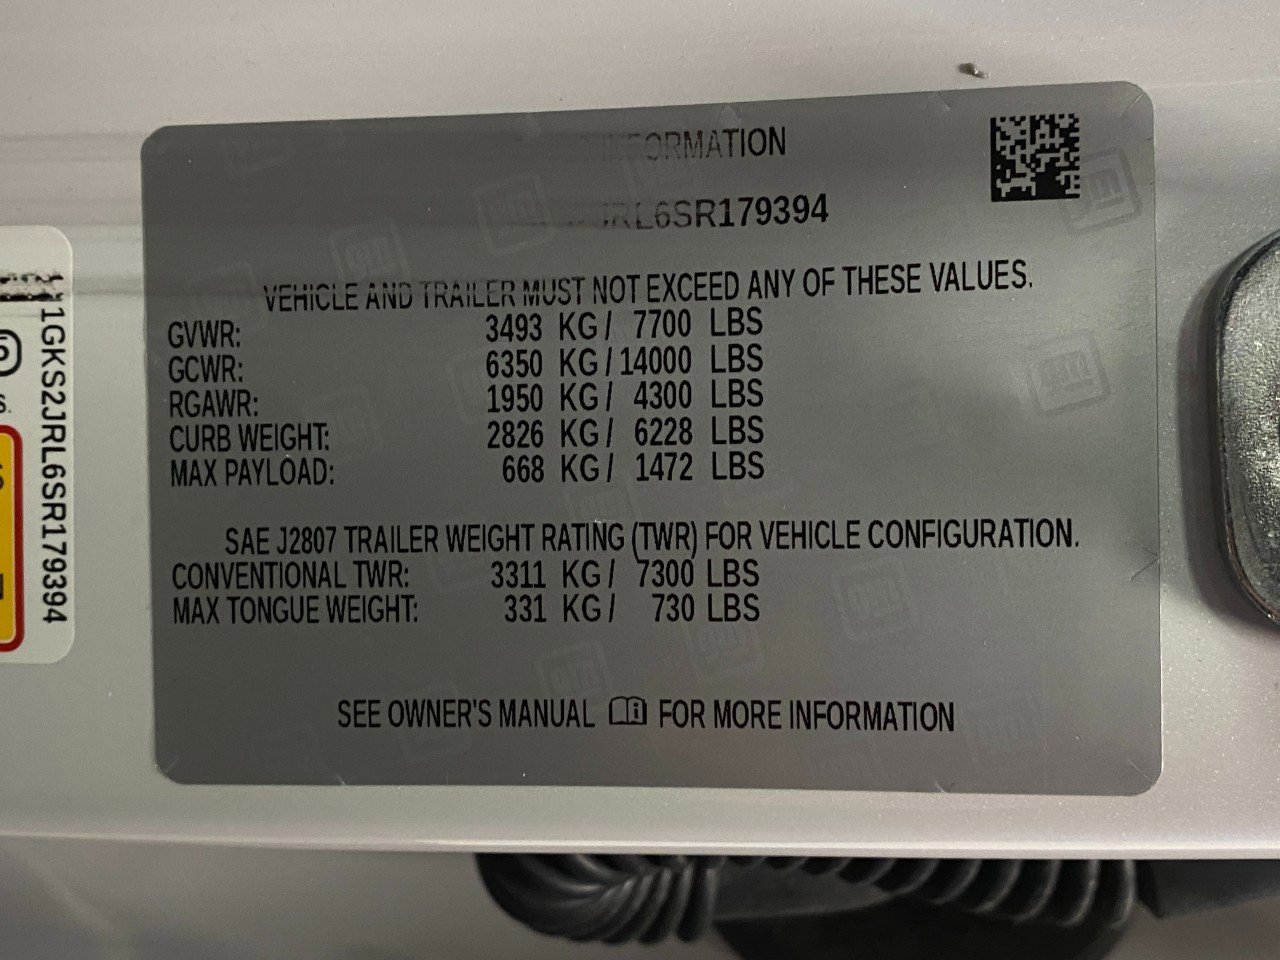 INFORMATION
JRL6SR179394
VEHICLE AND TRAILER MUST NOT EXCEED ANY OF THESE VALUES.
GVWR: 3493 KG/ 7700 LBS
GCWR: 6350 KG/14000 LBS
RGAWR: 1950 KG/ 4300 LBS
CURB WEIGHT: 2826 KG/ 6228 LBS
MAX PAYLOAD: 668 KG/ 1472 LBS
SAE J2807 TRAILER WEIGHT RATING (TWR) FOR VEHICLE CONFIGURATION.
CONVENTIONAL TWR: 3311 KG/ 7300 LBS
MAX TONGUE WEIGHT: 331 KG/ 730 LBS
SEE OWNER'S MANUAL FOR MORE INFORMATION
1GKS2JRL6SR179394